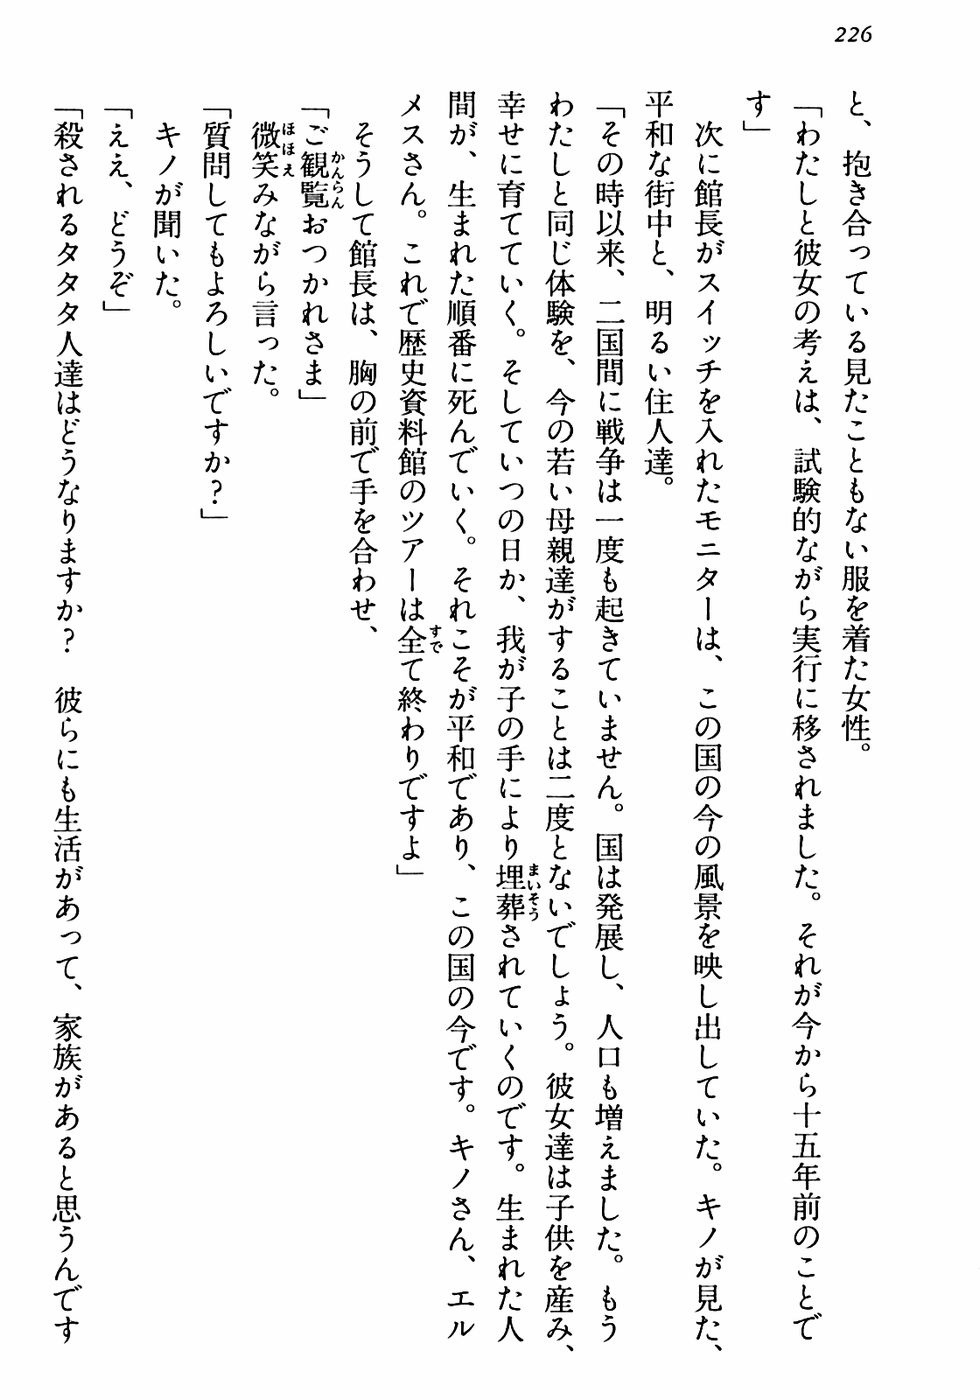 226
と、抱き合っている見たこともない服を着た女性。
「わたしと彼女の考えは、試験的ながら実行に移されました。それが今から十五年前のことで
す」
次に館長がスイッチを入れたモニターは、この国の今の風景を映し出していた。キノが見た、
平和な街中と、明るい住人達。
「その時以来、二国間に戦争は一度も起きていません。国は発展し、人口も増えました。もう
わたしと同じ体験を、今の若い母親達がすることは二度とないでしょう。彼女達は子供を産み、
幸せに育てていく。そしていつの日か、我が子の手により埋葬されていくのです。生まれた人
間が、生まれた順番に死んでいく。それこそが平和であり、この国の今です。キノさん、エル
メスさん。これで歴史資料館のツアーは全て終わりですよ」
そうして館長は、胸の前で手を合わせ、
「ご観覧おつかれさま」
微笑みながら言った。
「質問してもよろしいですか？」
キノが聞いた。
「ええ、どうぞ」
「殺されるタタタ人達はどうなりますか？　彼らにも生活があって、家族があると思うんです